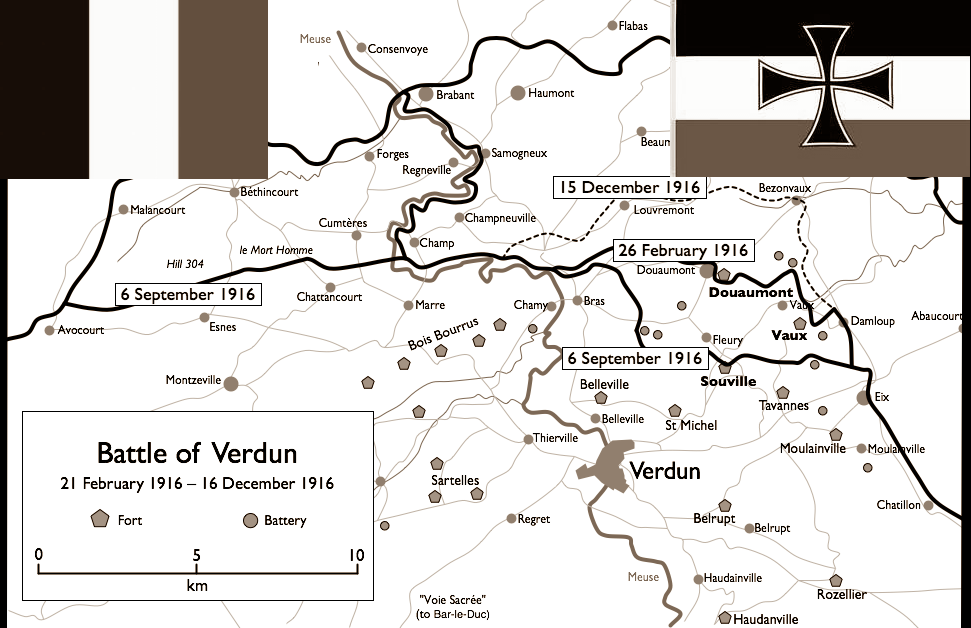 Flabas
Meuse
Consenvoye
Brabant
Haumont
Forges
Regneville
Samogneux
Beaum
15 December 1916
Bezonvaux
Béthincourt
Malancourt
Louvremont
Cumtères
Champneuville
Champ
le Mort Homme
Hill 304
26 February 1916
Douaumont
Douaumont
6 September 1916
Chattancourt
Marre
Chamy
Bras
Vaux
Damloup
Abaucourt
Avocourt
Esnes
Bois Bourrus
Vaux
Fleury
6 September 1916
Souville
Montzeville
Belleville
Tavannes
Eix
Belleville
St Michel
Thierville
Moulainville
Moulainville
Battle of Verdun
21 February 1916 – 16 December 1916
Fort
Battery
0 5 10
km
Verdun
Sartelles
Chatillon
Regret
Belrupt
Belrupt
Meuse
Haudainville
Rozellier
"Voie Sacrée"
(to Bar-le-Duc)
Haudanville